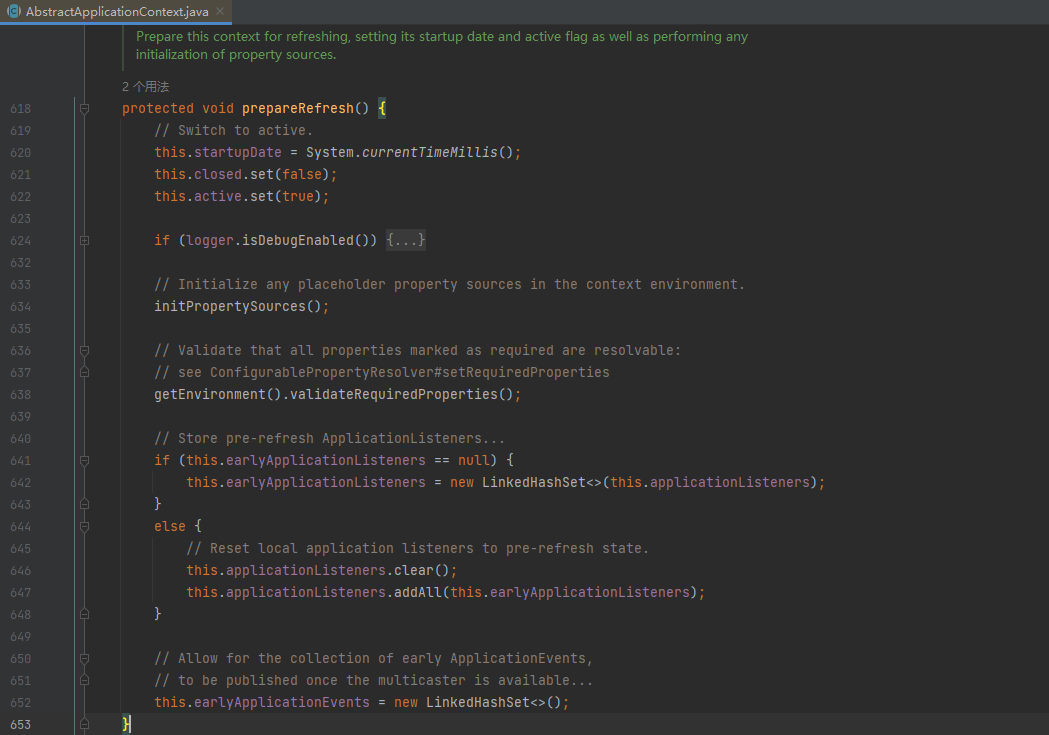 AbstractApplicationContext.java
Prepare this context for refreshing, setting its startup date and active flag as well as performing any
initialization of property sources.
2 个用法
618 protected void prepareRefresh() {
619 // Switch to active.
620 this.startupDate = System.currentTimeMillis();
621 this.closed.set(false);
622 this.active.set(true);
623
624 if (logger.isDebugEnabled()) {...}
632
633 // Initialize any placeholder property sources in the context environment.
634 initPropertySources();
635
636 // Validate that all properties marked as required are resolvable:
637 // see ConfigurablePropertyResolver#setRequiredProperties
638 getEnvironment().validateRequiredProperties();
639
640 // Store pre-refresh ApplicationListeners...
641 if (this.earlyApplicationListeners == null) {
642 this.earlyApplicationListeners = new LinkedHashSet<>(this.applicationListeners);
643 }
644 else {
645 // Reset local application listeners to pre-refresh state.
646 this.applicationListeners.clear();
647 this.applicationListeners.addAll(this.earlyApplicationListeners);
648 }
649
650 // Allow for the collection of early ApplicationEvents,
651 // to be published once the multicaster is available...
652 this.earlyApplicationEvents = new LinkedHashSet<>();
653 }